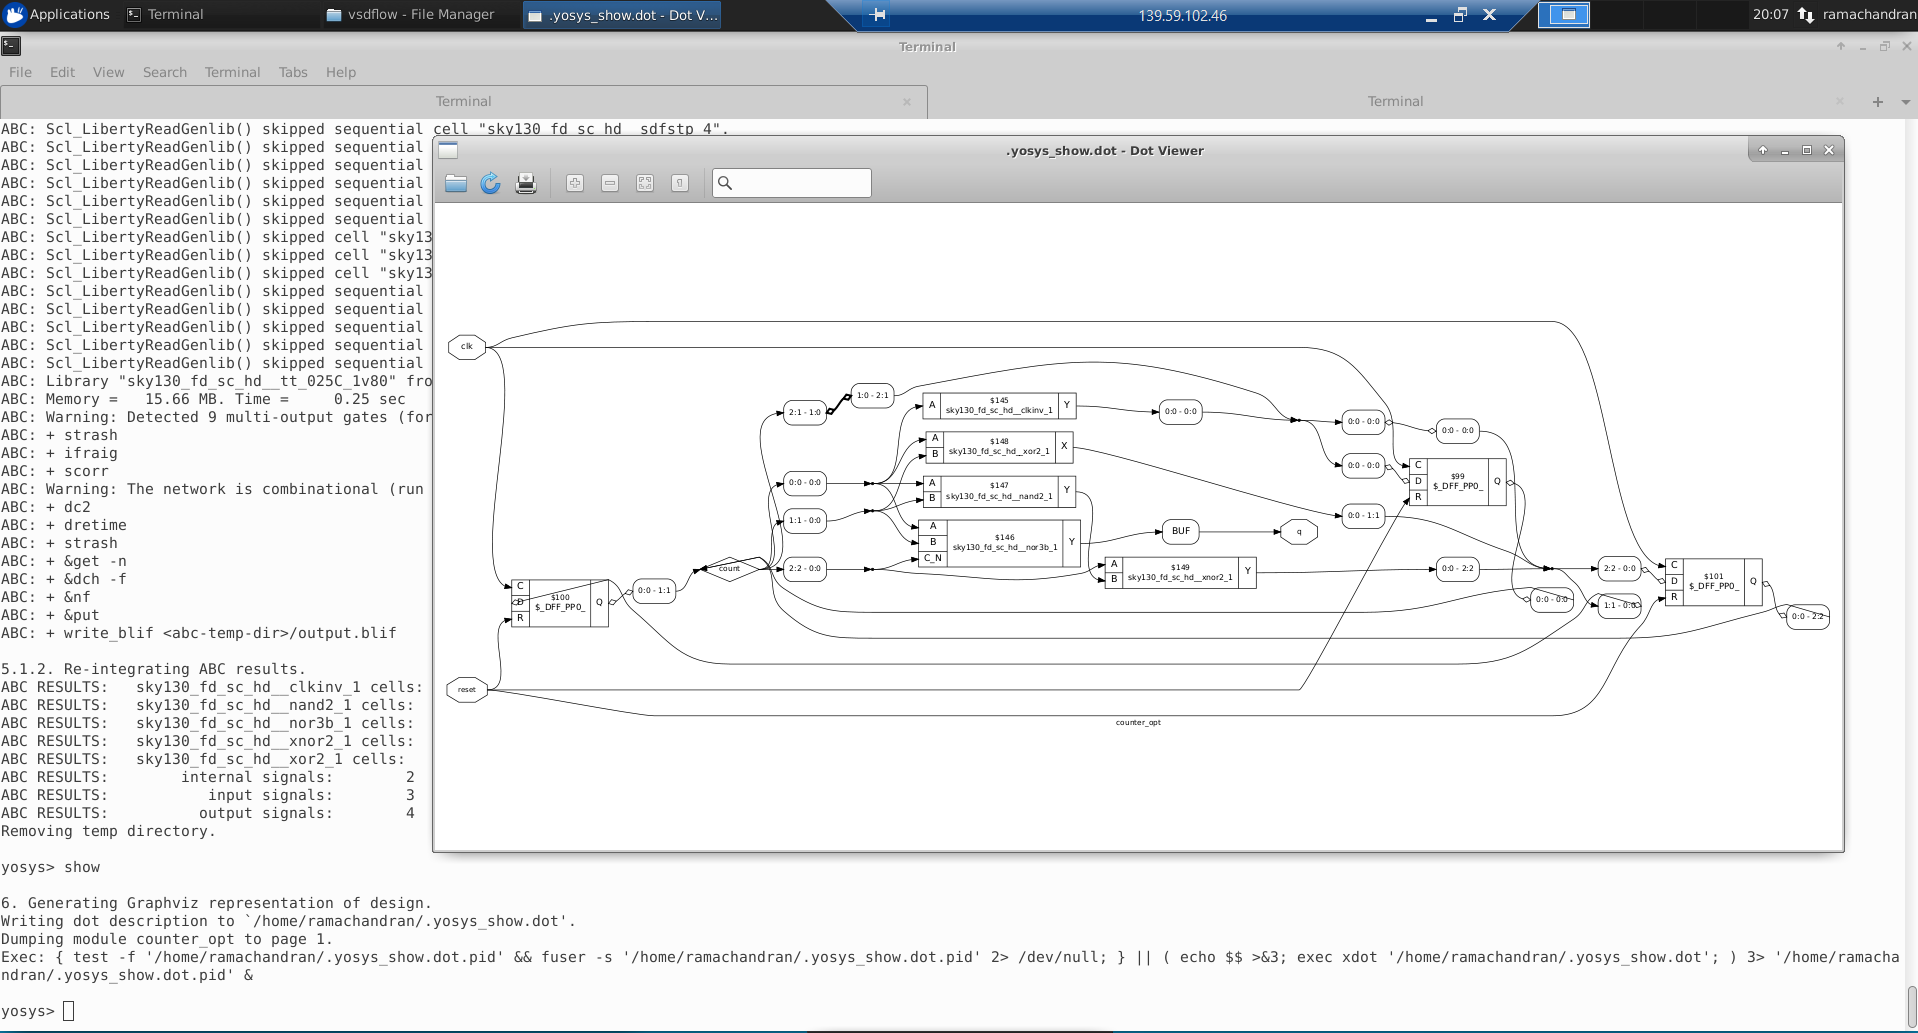 Applications
Terminal
vsdflow - File Manager
.yosys_show.dot - Dot V...
139.59.102.46
20:07
ramachandran
Terminal
File Edit View Search Terminal Tabs Help
Terminal
Terminal
ABC: Scl_LibertyReadGenlib() skipped sequential cell "sky130_fd_sc_hd__sdfstp_4".
ABC: Scl_LibertyReadGenlib() skipped sequential
ABC: Scl_LibertyReadGenlib() skipped sequential
ABC: Scl_LibertyReadGenlib() skipped sequential
ABC: Scl_LibertyReadGenlib() skipped sequential
ABC: Scl_LibertyReadGenlib() skipped sequential
ABC: Scl_LibertyReadGenlib() skipped cell "sky13
ABC: Scl_LibertyReadGenlib() skipped cell "sky13
ABC: Scl_LibertyReadGenlib() skipped cell "sky13
ABC: Scl_LibertyReadGenlib() skipped sequential
ABC: Scl_LibertyReadGenlib() skipped sequential
ABC: Scl_LibertyReadGenlib() skipped sequential
ABC: Scl_LibertyReadGenlib() skipped sequential
ABC: Scl_LibertyReadGenlib() skipped sequential
ABC: Library "sky130_fd_sc_hd__tt_025C_1v80" fro
ABC: Memory =   15.66 MB. Time =     0.25 sec
ABC: Warning: Detected 9 multi-output gates (for
ABC: + strash
ABC: + ifraig
ABC: + scorr
ABC: Warning: The network is combinational (run
ABC: + dc2
ABC: + dretime
ABC: + strash
ABC: + &get -n
ABC: + &dch -f
ABC: + &nf
ABC: + &put
ABC: + write_blif <abc-temp-dir>/output.blif
5.1.2. Re-integrating ABC results.
ABC RESULTS:   sky130_fd_sc_hd__clkinv_1 cells:
ABC RESULTS:   sky130_fd_sc_hd__nand2_1 cells:
ABC RESULTS:   sky130_fd_sc_hd__nor3b_1 cells:
ABC RESULTS:   sky130_fd_sc_hd__xnor2_1 cells:
ABC RESULTS:   sky130_fd_sc_hd__xor2_1 cells:
ABC RESULTS:        internal signals:        2
ABC RESULTS:           input signals:        3
ABC RESULTS:          output signals:        4
Removing temp directory.
yosys> show
6. Generating Graphviz representation of design.
Writing dot description to `/home/ramachandran/.yosys_show.dot'.
Dumping module counter_opt to page 1.
Exec: { test -f '/home/ramachandran/.yosys_show.dot.pid' && fuser -s '/home/ramachandran/.yosys_show.dot.pid' 2> /dev/null; } || ( echo $$ >&3; exec xdot '/home/ramachandran/.yosys_show.dot'; ) 3> '/home/ramacha
ndran/.yosys_show.dot.pid' &
yosys>
.yosys_show.dot - Dot Viewer
clk
reset
C
D
R
$100
$_DFF_PP0_
Q
0:0 - 1:1
count
2:1 - 1:0
1:0 - 2:1
0:0 - 0:0
1:1 - 0:0
2:2 - 0:0
A
$145
sky130_fd_sc_hd__clkinv_1
Y
A
B
$148
sky130_fd_sc_hd__xor2_1
X
A
B
$147
sky130_fd_sc_hd__nand2_1
Y
A
B
C_N
$146
sky130_fd_sc_hd__nor3b_1
Y
A
B
$149
sky130_fd_sc_hd__xnor2_1
Y
0:0 - 0:0
BUF
q
0:0 - 0:0
0:0 - 0:0
0:0 - 0:0
0:0 - 1:1
0:0 - 2:2
C
D
R
$99
$_DFF_PP0_
Q
0:0 - 0:0
2:2 - 0:0
1:1 - 0:0
C
D
R
$101
$_DFF_PP0_
Q
0:0 - 2:2
counter_opt